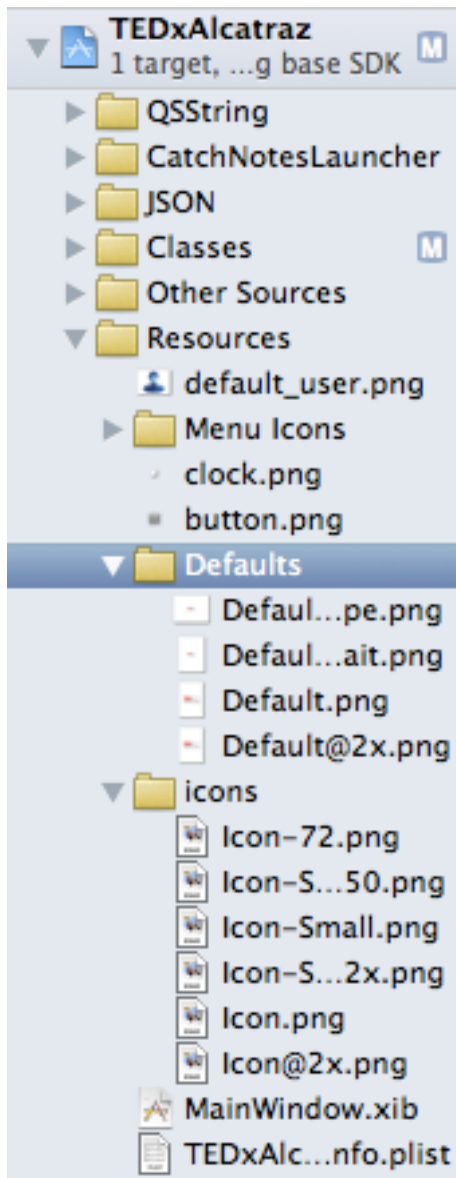 TEDxAlcatraz
1 target, ...g base SDK
M
QSString
CatchNotesLauncher
JSON
Classes
M
Other Sources
Resources
default_user.png
Menu Icons
clock.png
button.png
Defaults
Defaul...pe.png
Defaul...ait.png
Default.png
Default@2x.png
icons
Icon-72.png
Icon-S...50.png
Icon-Small.png
Icon-S...2x.png
Icon.png
Icon@2x.png
MainWindow.xib
TEDxAlc...nfo.plist